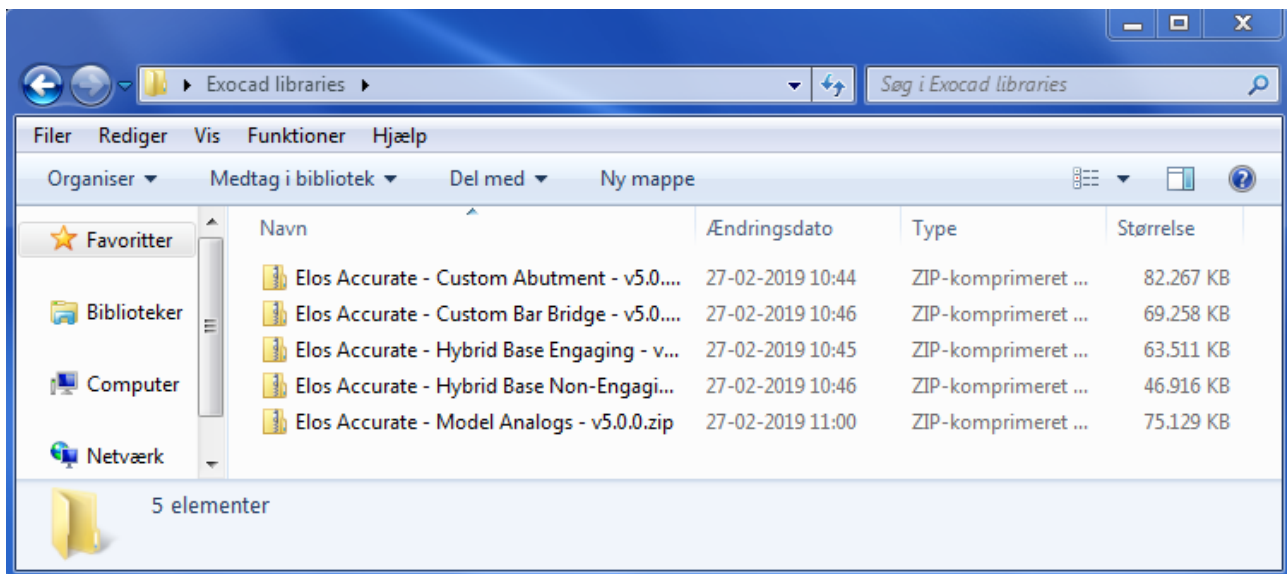 Exocad libraries
Søg i Exocad libraries
Filer Rediger Vis Funktioner Hjælp
Organiser Medtag i bibliotek Del med Ny mappe
Favoritter
Biblioteker
Computer
Netværk
Navn Ændringsdato Type Størrelse
Elos Accurate - Custom Abutment - v5.0.... 27-02-2019 10:44 ZIP-komprimeret ... 82.267 KB
Elos Accurate - Custom Bar Bridge - v5.0.... 27-02-2019 10:46 ZIP-komprimeret ... 69.258 KB
Elos Accurate - Hybrid Base Engaging - v... 27-02-2019 10:45 ZIP-komprimeret ... 63.511 KB
Elos Accurate - Hybrid Base Non-Engagi... 27-02-2019 10:46 ZIP-komprimeret ... 46.916 KB
Elos Accurate - Model Analogs - v5.0.0.zip 27-02-2019 11:00 ZIP-komprimeret ... 75.129 KB
5 elementer